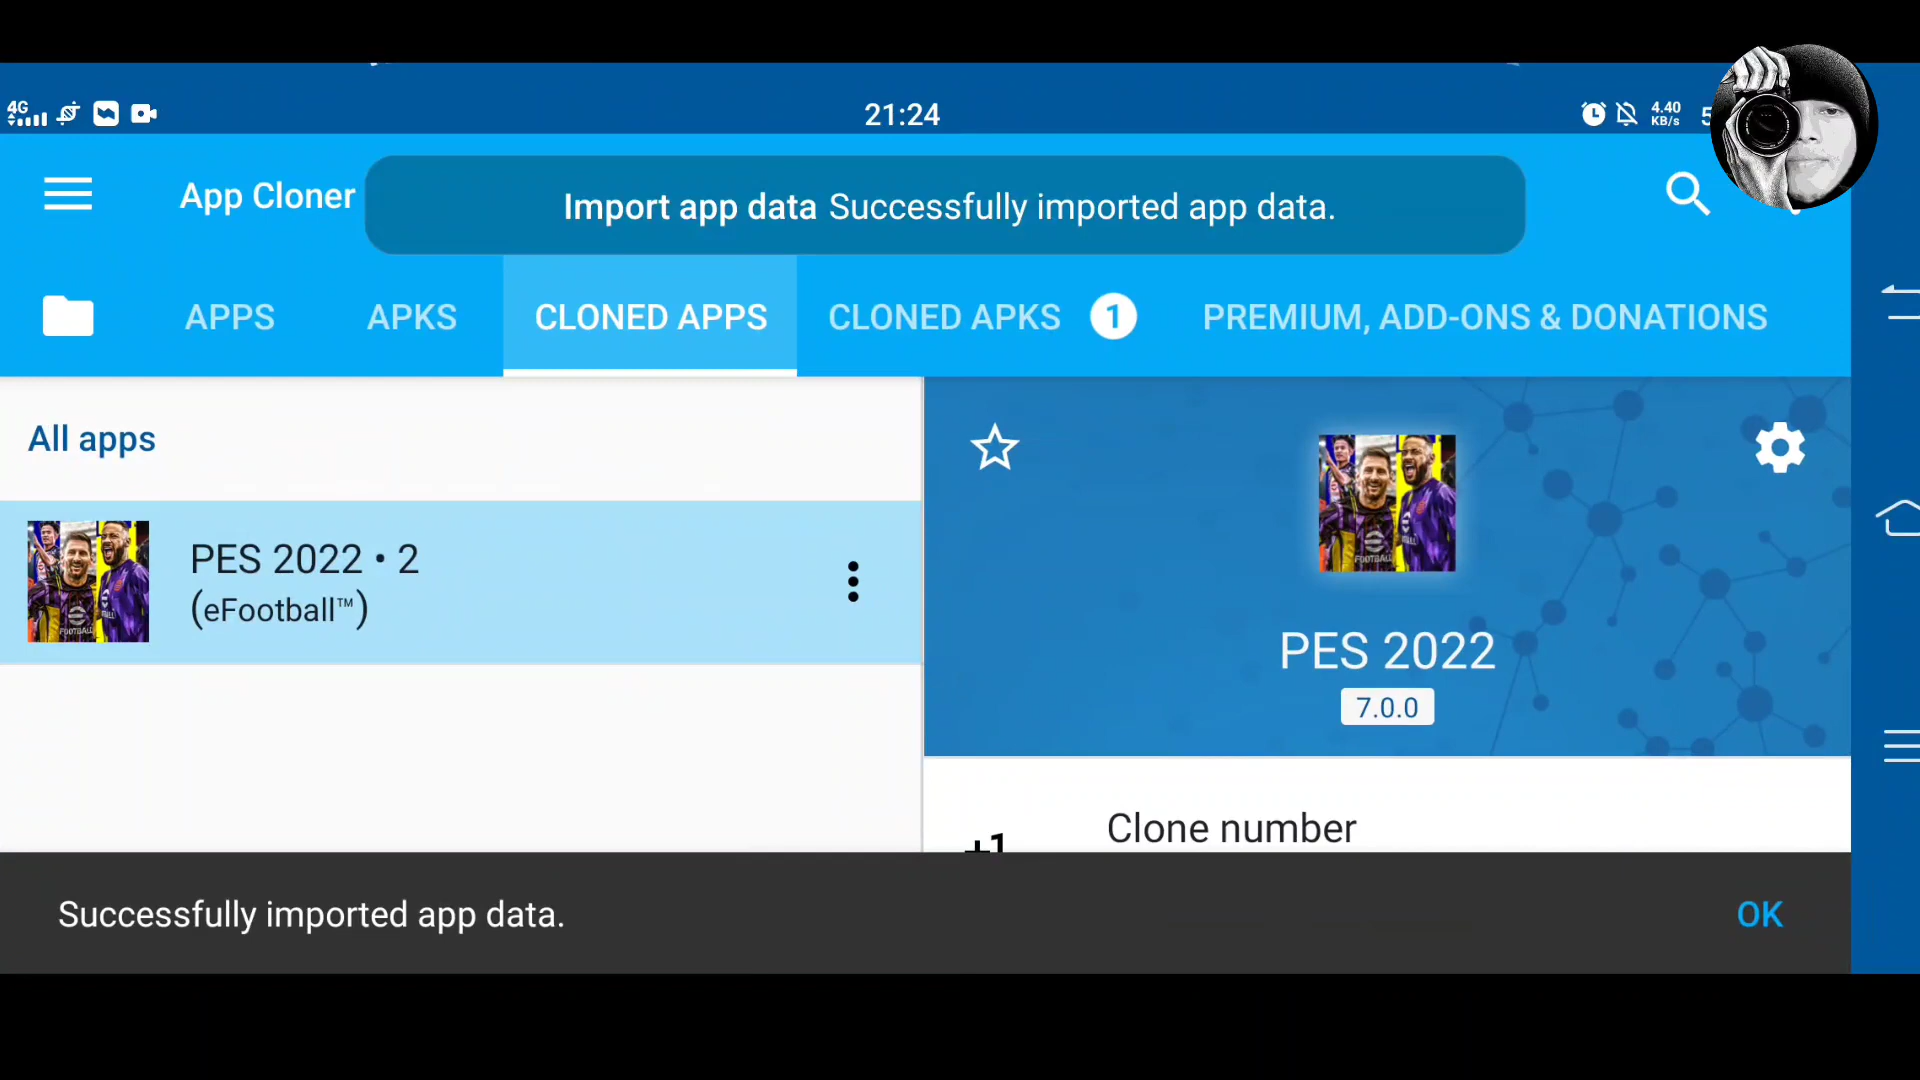 4G
21:24
4.40
KB/s
App Cloner
Import app data Successfully imported app data.
APPS
APKS
CLONED APPS
CLONED APKS
1
PREMIUM, ADD-ONS & DONATIONS
All apps
PES 2022 • 2
(eFootball™)
PES 2022
7.0.0
+1
Clone number
Successfully imported app data.
OK